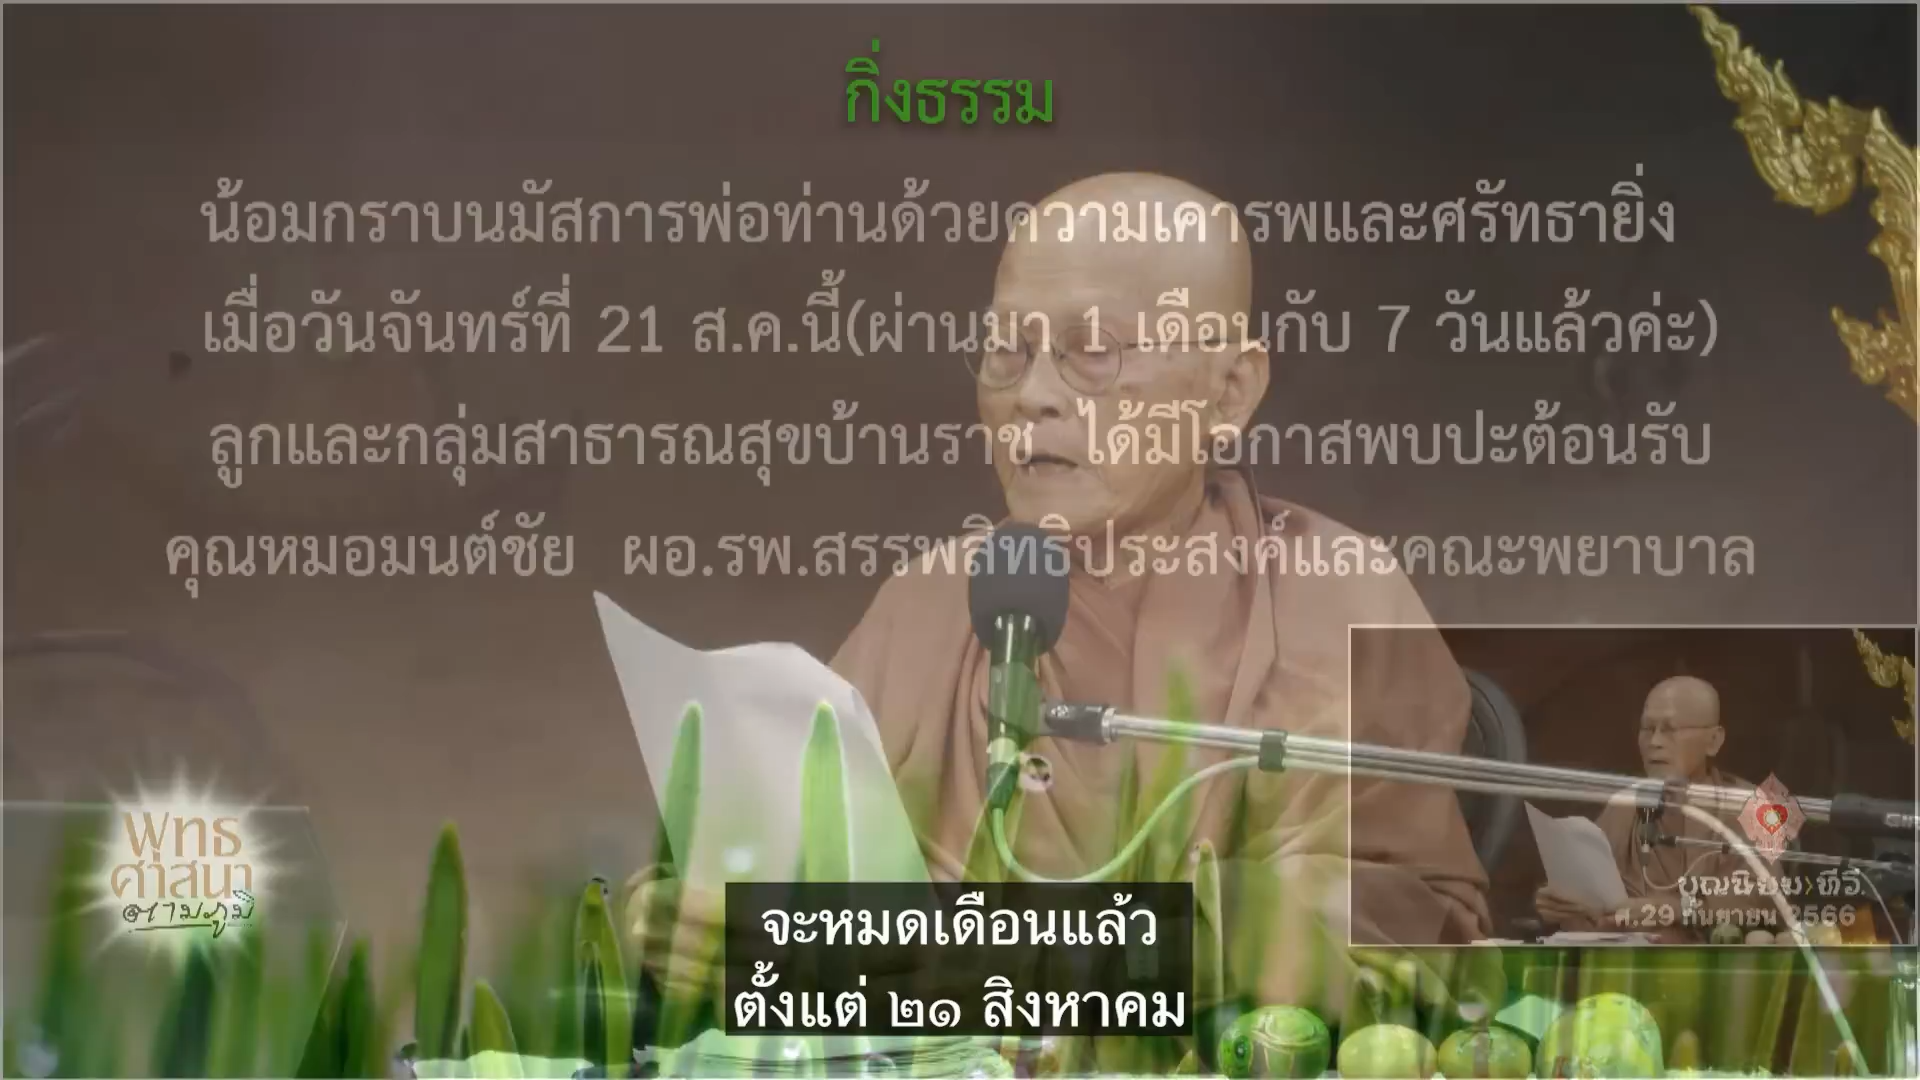 กิ่งธรรม
น้อมกราบนมัสการพ่อท่านด้วยความเคารพและศรัทธายิ่ง
เมื่อวันจันทร์ที่ 21 ส.ค.นี้(ผ่านมา 1 เดือนกับ 7 วันแล้วค่ะ)
ลูกและกลุ่มสาธารณสุขบ้านราช ได้มีโอกาสพบปะต้อนรับ
คุณหมอมนต์ชัย ผอ.รพ.สรรพสิทธิประสงค์และคณะพยาบาล
พุทธ
ศาสนา
ตามภูมิ
บุญนิยม ทีวี
ศ.29 กันยายน 2566
จะหมดเดือนแล้ว
ตั้งแต่ ๒๑ สิงหาคม